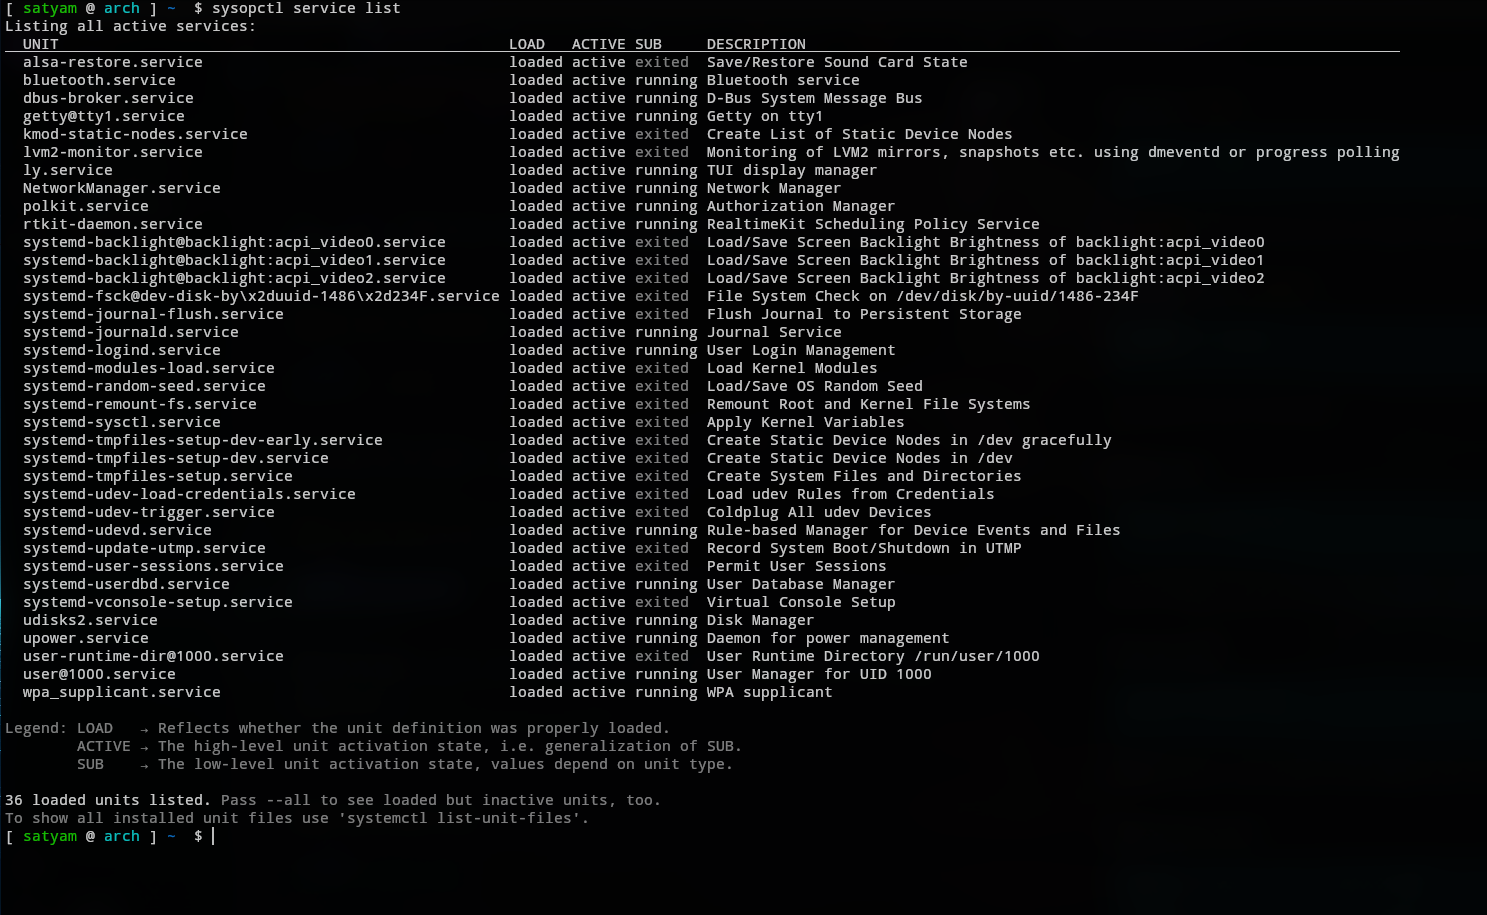 [ satyam @ arch ] ~  $ sysopctl service list
Listing all active services:
  UNIT                                                  LOAD   ACTIVE SUB     DESCRIPTION
  alsa-restore.service                                  loaded active exited  Save/Restore Sound Card State
  bluetooth.service                                     loaded active running Bluetooth service
  dbus-broker.service                                   loaded active running D-Bus System Message Bus
  getty@tty1.service                                    loaded active running Getty on tty1
  kmod-static-nodes.service                             loaded active exited  Create List of Static Device Nodes
  lvm2-monitor.service                                  loaded active exited  Monitoring of LVM2 mirrors, snapshots etc. using dmeventd or progress polling
  ly.service                                            loaded active running TUI display manager
  NetworkManager.service                                loaded active running Network Manager
  polkit.service                                        loaded active running Authorization Manager
  rtkit-daemon.service                                  loaded active running RealtimeKit Scheduling Policy Service
  systemd-backlight@backlight:acpi_video0.service       loaded active exited  Load/Save Screen Backlight Brightness of backlight:acpi_video0
  systemd-backlight@backlight:acpi_video1.service       loaded active exited  Load/Save Screen Backlight Brightness of backlight:acpi_video1
  systemd-backlight@backlight:acpi_video2.service       loaded active exited  Load/Save Screen Backlight Brightness of backlight:acpi_video2
  systemd-fsck@dev-disk-by\x2duuid-1486\x2d234F.service loaded active exited  File System Check on /dev/disk/by-uuid/1486-234F
  systemd-journal-flush.service                         loaded active exited  Flush Journal to Persistent Storage
  systemd-journald.service                              loaded active running Journal Service
  systemd-logind.service                                loaded active running User Login Management
  systemd-modules-load.service                          loaded active exited  Load Kernel Modules
  systemd-random-seed.service                           loaded active exited  Load/Save OS Random Seed
  systemd-remount-fs.service                            loaded active exited  Remount Root and Kernel File Systems
  systemd-sysctl.service                                loaded active exited  Apply Kernel Variables
  systemd-tmpfiles-setup-dev-early.service              loaded active exited  Create Static Device Nodes in /dev gracefully
  systemd-tmpfiles-setup-dev.service                    loaded active exited  Create Static Device Nodes in /dev
  systemd-tmpfiles-setup.service                        loaded active exited  Create System Files and Directories
  systemd-udev-load-credentials.service                 loaded active exited  Load udev Rules from Credentials
  systemd-udev-trigger.service                          loaded active exited  Coldplug All udev Devices
  systemd-udevd.service                                 loaded active running Rule-based Manager for Device Events and Files
  systemd-update-utmp.service                           loaded active exited  Record System Boot/Shutdown in UTMP
  systemd-user-sessions.service                         loaded active exited  Permit User Sessions
  systemd-userdbd.service                               loaded active running User Database Manager
  systemd-vconsole-setup.service                        loaded active exited  Virtual Console Setup
  udisks2.service                                       loaded active running Disk Manager
  upower.service                                        loaded active running Daemon for power management
  user-runtime-dir@1000.service                         loaded active exited  User Runtime Directory /run/user/1000
  user@1000.service                                     loaded active running User Manager for UID 1000
  wpa_supplicant.service                                loaded active running WPA supplicant

Legend: LOAD   → Reflects whether the unit definition was properly loaded.
        ACTIVE → The high-level unit activation state, i.e. generalization of SUB.
        SUB    → The low-level unit activation state, values depend on unit type.

36 loaded units listed. Pass --all to see loaded but inactive units, too.
To show all installed unit files use 'systemctl list-unit-files'.
[ satyam @ arch ] ~  $